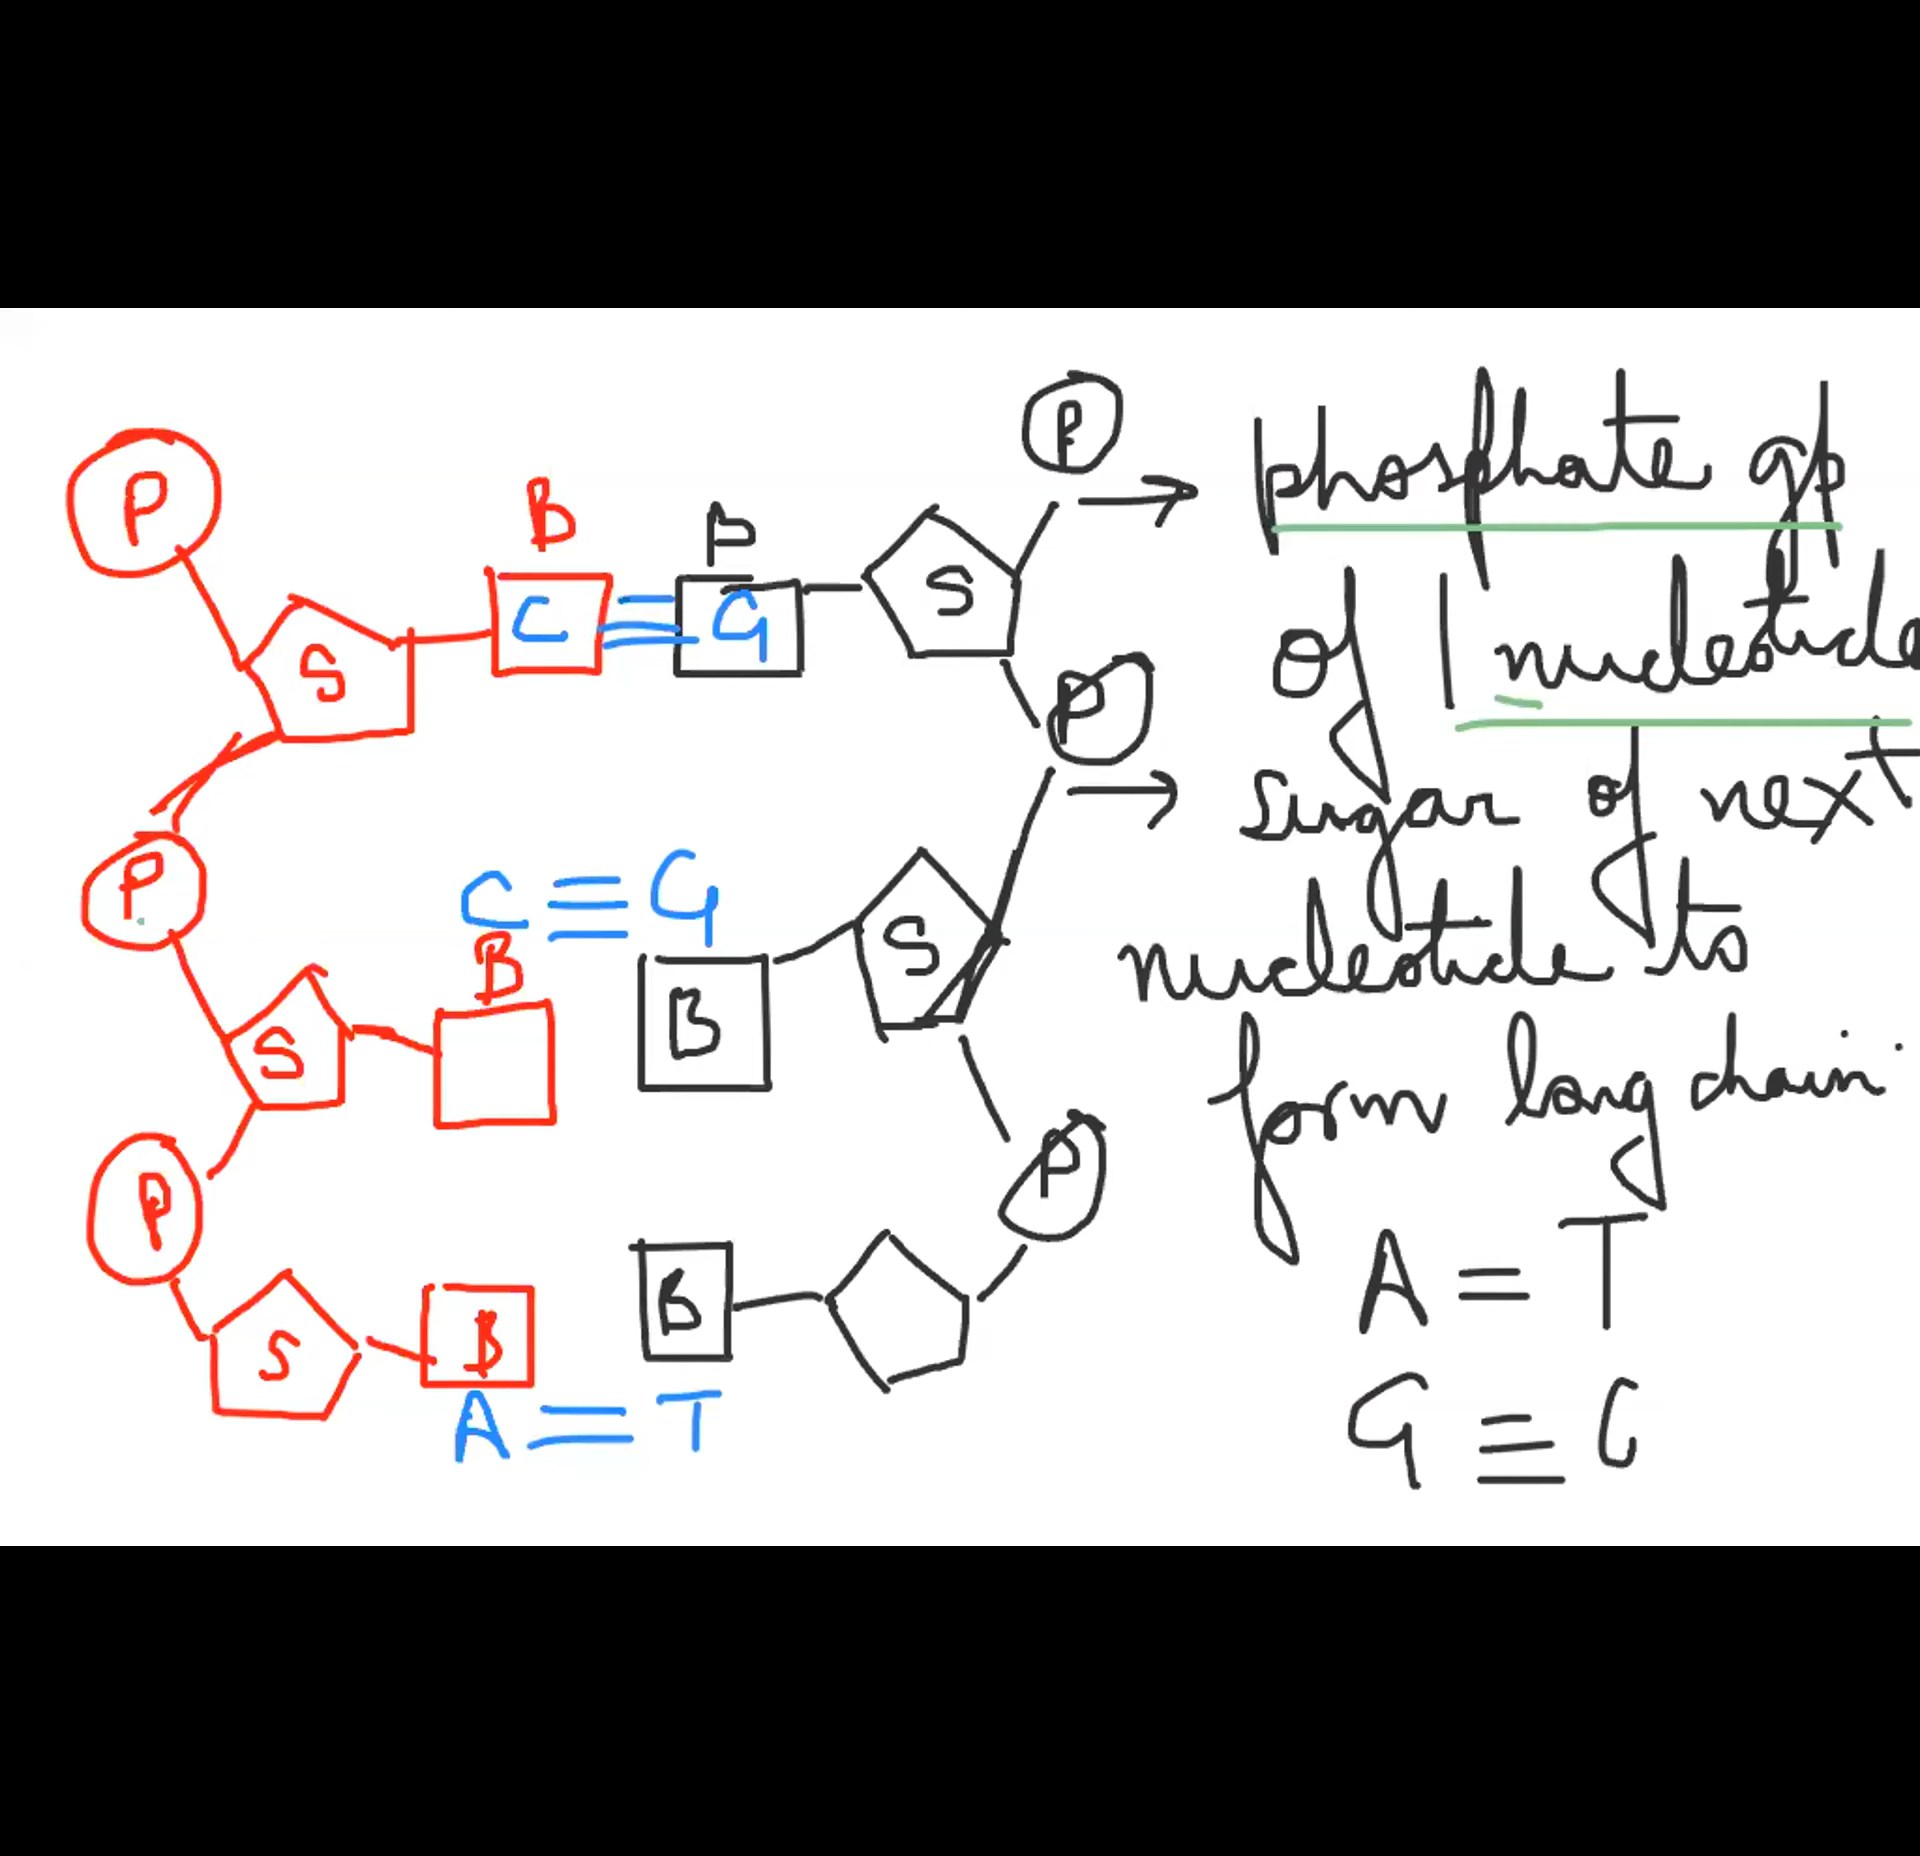 P
P
phosphate gp
B
B
C ≡ G
S
S
of 1 nucleotide
P
sugar of next
P
C ≡ G
B
B
S
nucleotide to
S
form long chain.
P
P
A = T
B
S
B
A = T
G ≡ C